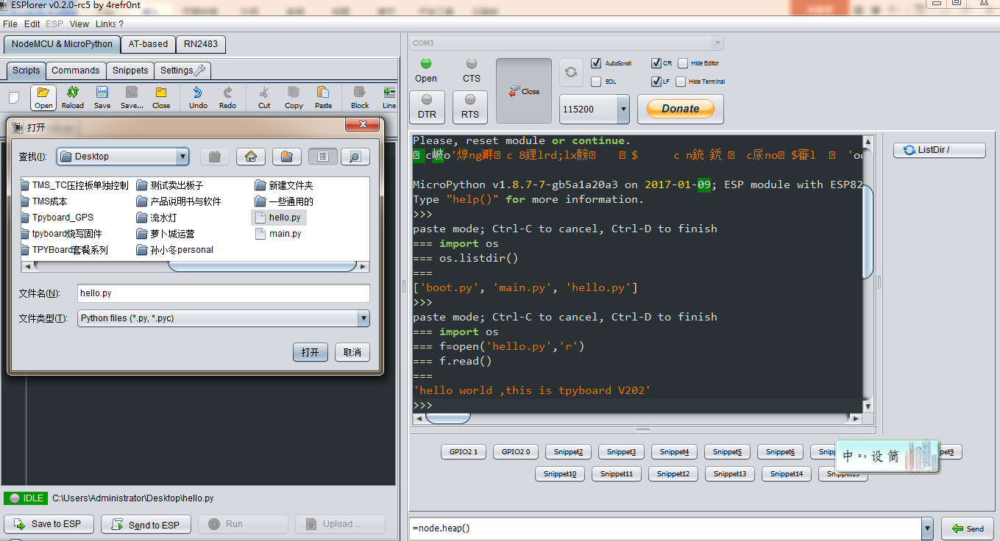 ESPlorer v0.2.0-rc5 by 4refr0nt
File Edit ESP View Links ?
NodeMCU & MicroPython AT-based RN2483
Scripts Commands Snippets Settings
Open Reload Save Save... Close Undo Redo Cut Copy Paste Block Line
打开
查找(I): Desktop
TMS_TC压控板单独控制 测试卖出板子 新建文件夹
TMS成本 产品说明书与软件 一些通用的
Tpyboard_GPS 流水灯 hello.py
tpyboard烧写固件 萝卜城运营 main.py
TPYBoard套餐系列 孙小冬personal
文件名(N): hello.py
文件类型(T): Python files (*.py, *.pyc)
打开 取消
IDLE C:\Users\Administrator\Desktop\hello.py
Save to ESP Send to ESP Run Upload ...
COM3
Open CTS Close AutoScroll CR Hide Editor
EOL LF Hide Terminal
DTR RTS 115200 Donate
Please, reset module or continue.
MicroPython v1.8.7-7-gb5a1a20a3 on 2017-01-09; ESP module with ESP82
Type "help()" for more information.
>>>
paste mode; Ctrl-C to cancel, Ctrl-D to finish
=== import os
=== os.listdir()
===
['boot.py', 'main.py', 'hello.py']
>>>
paste mode; Ctrl-C to cancel, Ctrl-D to finish
=== import os
=== f=open('hello.py','r')
=== f.read()
===
'hello world ,this is tpyboard V202'
>>>
ListDir /
GPIO2 1 GPIO2 0 Snippet2 Snippet3 Snippet4 Snippet5 Snippet6
Snippet10 Snippet11 Snippet12 Snippet13 Snippet14
中 设 简
=node.heap() Send